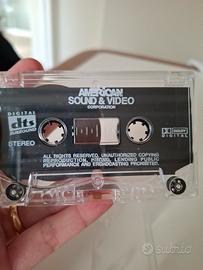 AMERICAN
SOUND & VIDEO
CORPORATION
DIGITAL
dts
SURROUND
STEREO
DOLBY
DIGITAL
ALL RIGHTS RESERVED. UNAUTHORIZED COPYING
REPRODUCTION, HIRING, LENDING PUBLIC
PERFORMANCE AND BROADCASTING PROHIBITED.
subito